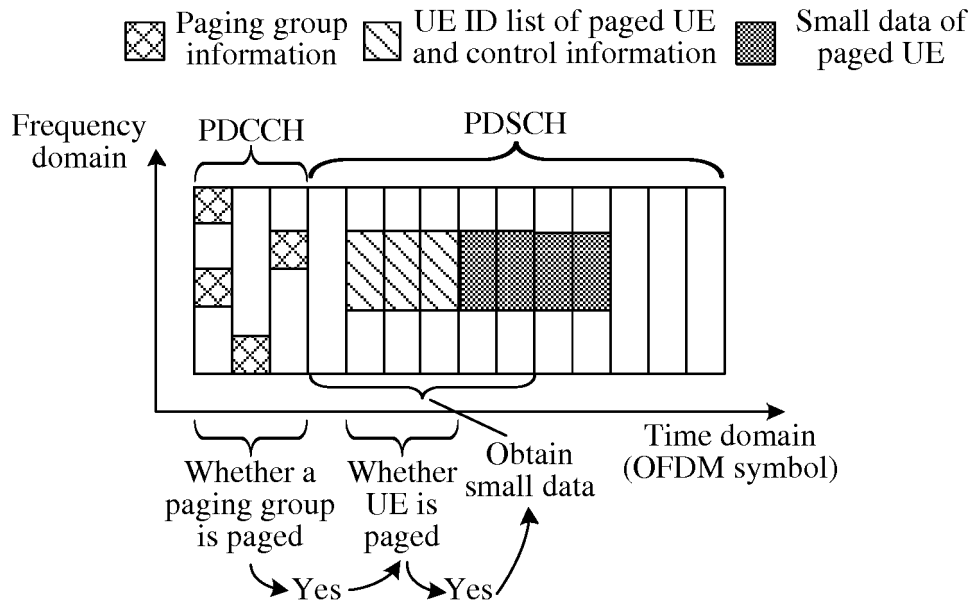 Paging group
information
UE ID list of paged UE
and control information
Small data of
paged UE
Frequency
domain
PDCCH
PDSCH
Time domain
(OFDM symbol)
Whether a
paging group
is paged
Whether
UE is
paged
Obtain
small data
Yes
Yes